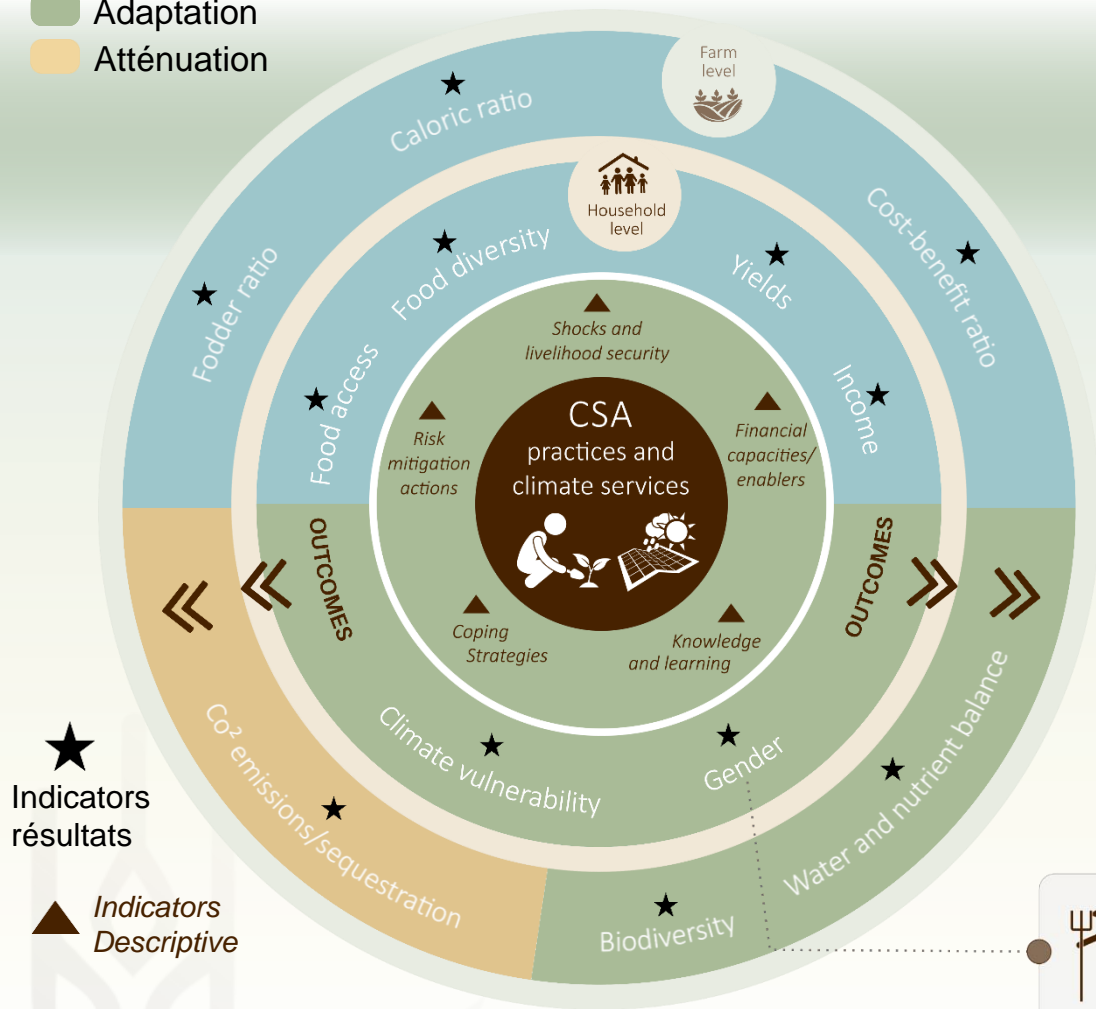 Adaptation
Atténuation
Farm
level
Caloric ratio
Household
level
Cost-benefit ratio
Food diversity
Yields
Fodder ratio
Shocks and
livelihood security
Food access
Income
Risk
mitigation
actions
CSA
practices and
climate services
Financial
capacities/
enablers
OUTCOMES
OUTCOMES
Coping
Strategies
Knowledge
and learning
Climate vulnerability
Gender
Co² emissions/sequestration
Water and nutrient balance
Biodiversity
Indicators
résultats
Indicators
Descriptive